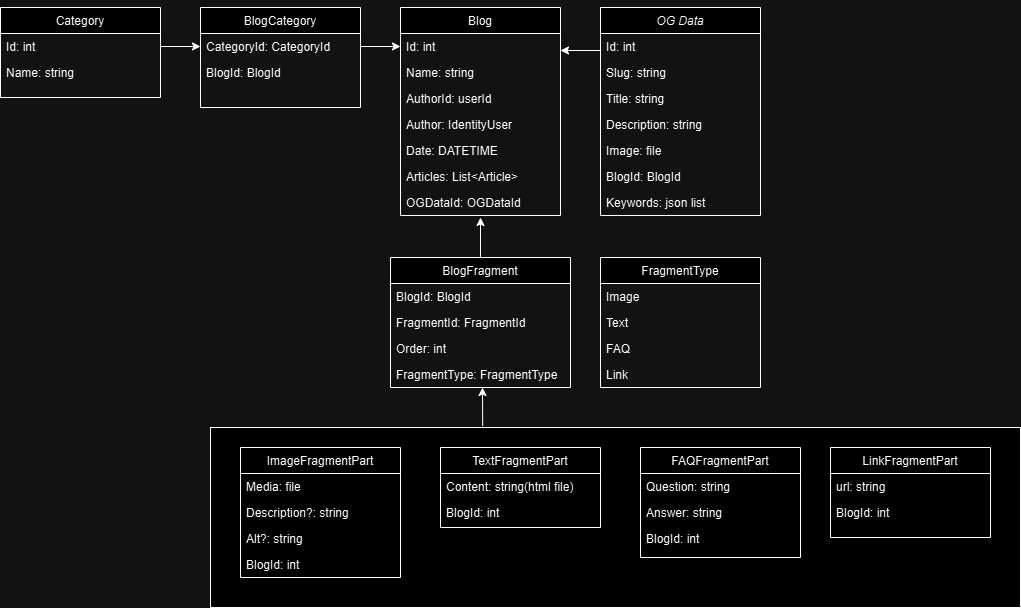 Category
Id: int
Name: string
BlogCategory
CategoryId: CategoryId
BlogId: BlogId
Blog
Id: int
Name: string
AuthorId: userId
Author: IdentityUser
Date: DATETIME
Articles: List<Article>
OGDataId: OGDataId
OG Data
Id: int
Slug: string
Title: string
Description: string
Image: file
BlogId: BlogId
Keywords: json list
BlogFragment
BlogId: BlogId
FragmentId: FragmentId
Order: int
FragmentType: FragmentType
FragmentType
Image
Text
FAQ
Link
ImageFragmentPart
Media: file
Description?: string
Alt?: string
BlogId: int
TextFragmentPart
Content: string(html file)
BlogId: int
FAQFragmentPart
Question: string
Answer: string
BlogId: int
LinkFragmentPart
url: string
BlogId: int